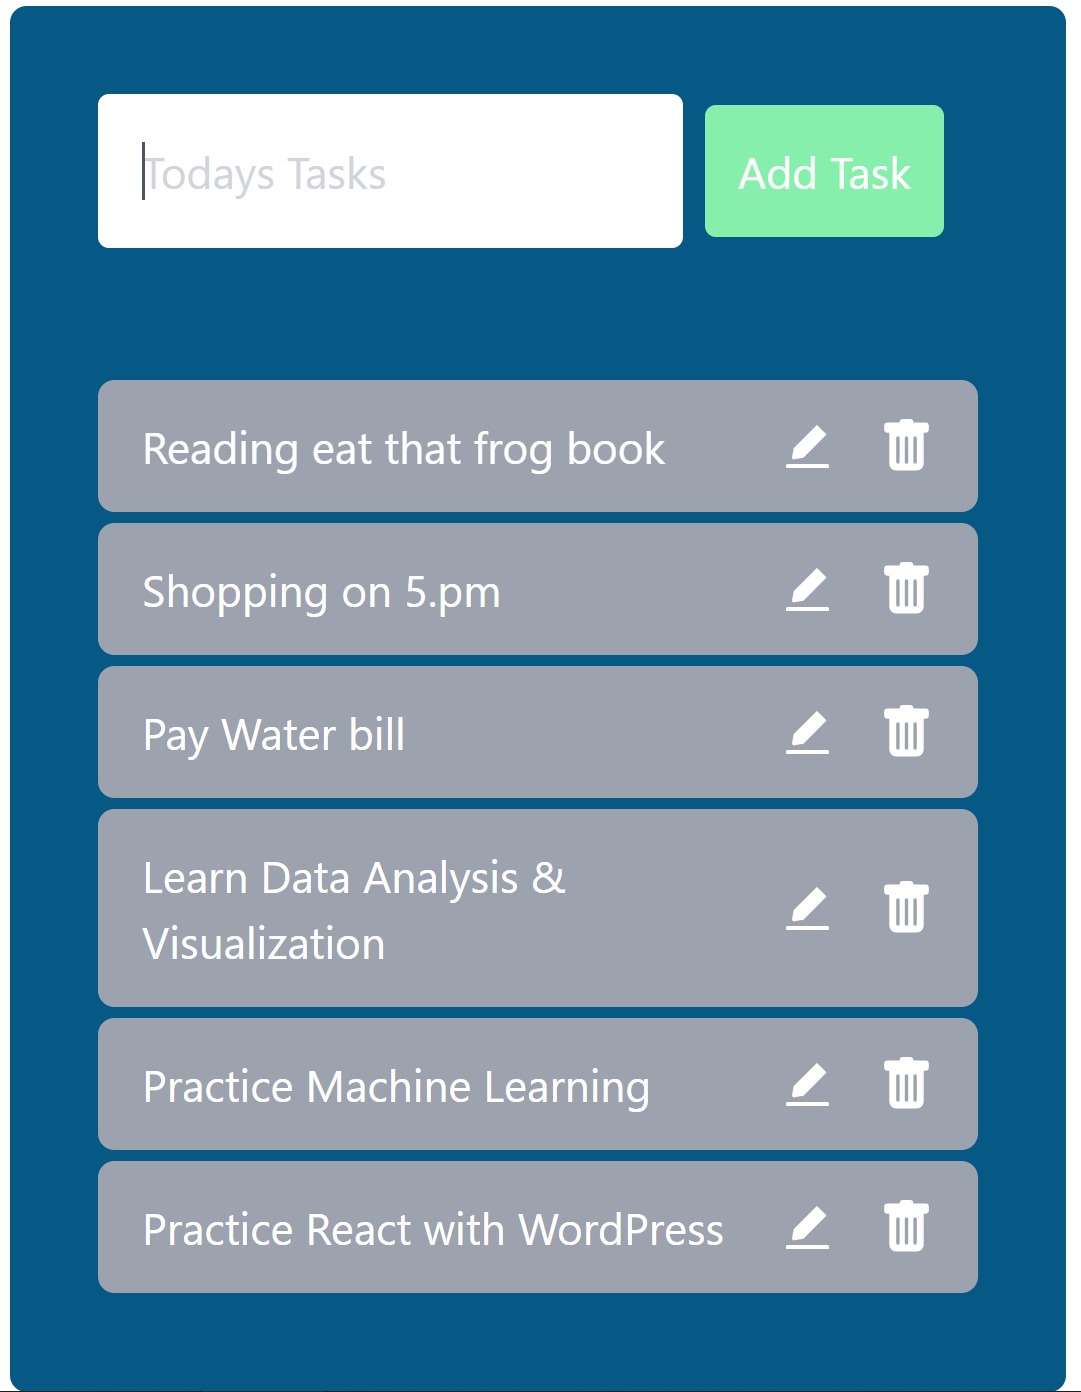 Todays Tasks
Add Task
Reading eat that frog book
Shopping on 5.pm
Pay Water bill
Learn Data Analysis &
Visualization
Practice Machine Learning
Practice React with WordPress